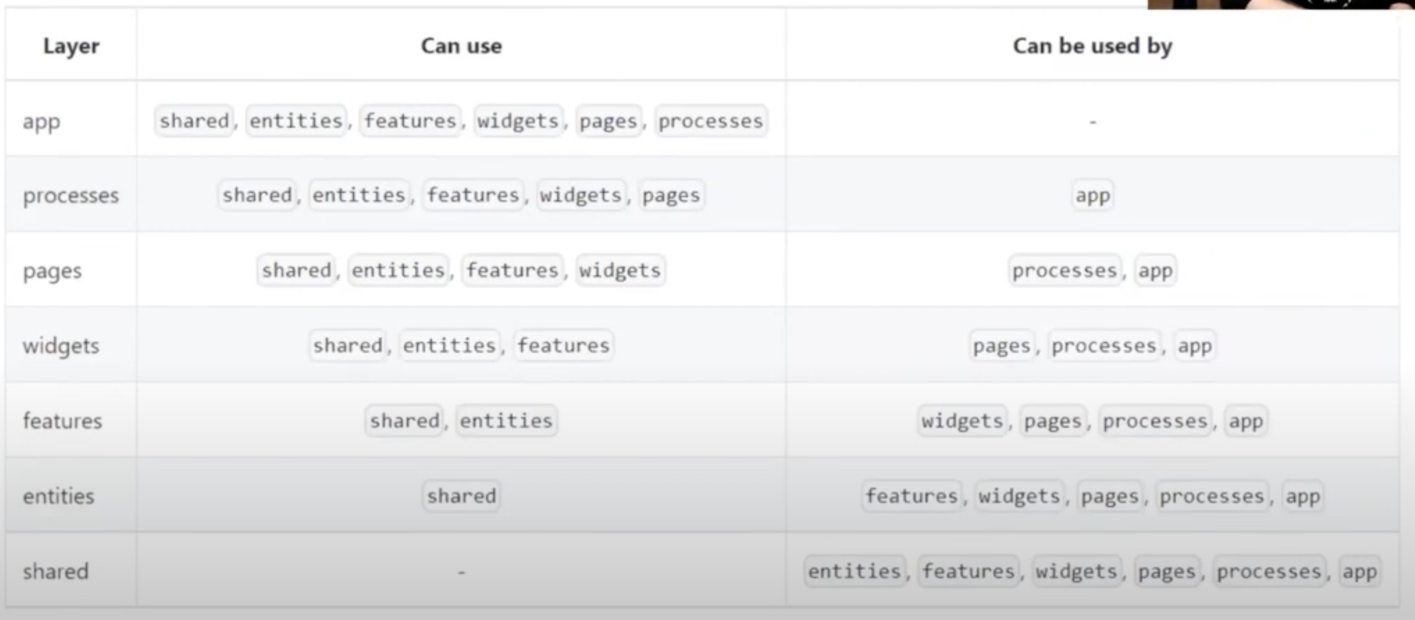 Layer Can use Can be used by
app shared, entities, features, widgets, pages, processes -
processes shared, entities, features, widgets, pages app
pages shared, entities, features, widgets processes, app
widgets shared, entities, features pages, processes, app
features shared, entities widgets, pages, processes, app
entities shared features, widgets, pages, processes, app
shared - entities, features, widgets, pages, processes, app